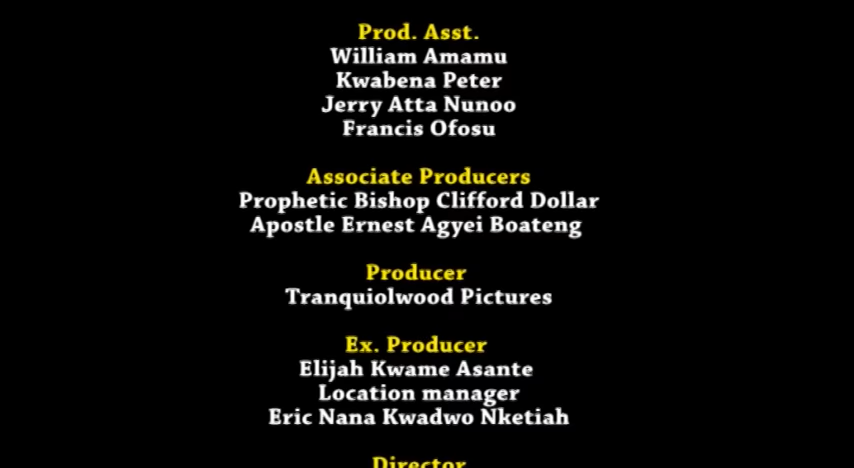 Prod. Asst.
William Amamu
Kwabena Peter
Jerry Atta Nunoo
Francis Ofosu
Associate Producers
Prophetic Bishop Clifford Dollar
Apostle Ernest Agyei Boateng
Producer
Tranquiolwood Pictures
Ex. Producer
Elijah Kwame Asante
Location manager
Eric Nana Kwadwo Nketiah
Director